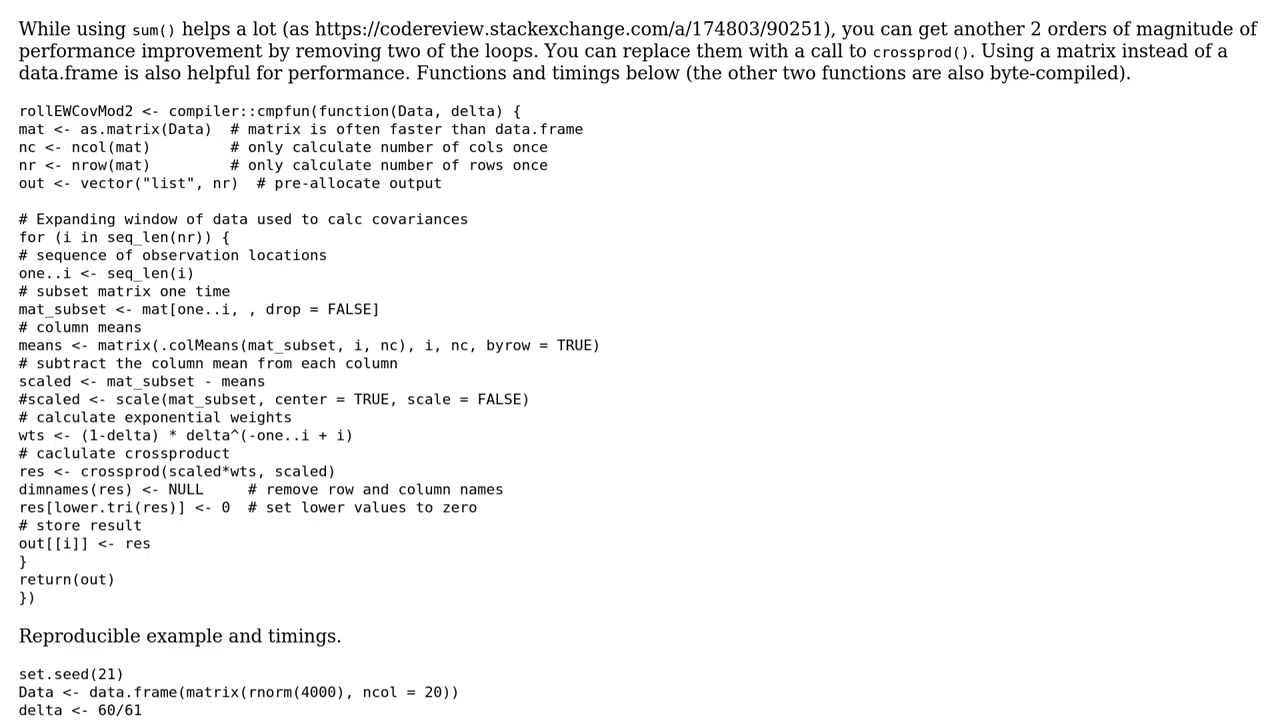 While using sum() helps a lot (as https://codereview.stackexchange.com/a/174803/90251), you can get another 2 orders of magnitude of
performance improvement by removing two of the loops. You can replace them with a call to crossprod(). Using a matrix instead of a
data.frame is also helpful for performance. Functions and timings below (the other two functions are also byte-compiled).
rollEWCovMod2 <- compiler::cmpfun(function(Data, delta) {
mat <- as.matrix(Data)  # matrix is often faster than data.frame
nc <- ncol(mat)         # only calculate number of cols once
nr <- nrow(mat)         # only calculate number of rows once
out <- vector("list", nr)  # pre-allocate output
# Expanding window of data used to calc covariances
for (i in seq_len(nr)) {
# sequence of observation locations
one..i <- seq_len(i)
# subset matrix one time
mat_subset <- mat[one..i, , drop = FALSE]
# column means
means <- matrix(.colMeans(mat_subset, i, nc), i, nc, byrow = TRUE)
# subtract the column mean from each column
scaled <- mat_subset - means
#scaled <- scale(mat_subset, center = TRUE, scale = FALSE)
# calculate exponential weights
wts <- (1-delta) * delta^(-one..i + i)
# caclulate crossproduct
res <- crossprod(scaled*wts, scaled)
dimnames(res) <- NULL     # remove row and column names
res[lower.tri(res)] <- 0  # set lower values to zero
# store result
out[[i]] <- res
}
return(out)
})
Reproducible example and timings.
set.seed(21)
Data <- data.frame(matrix(rnorm(4000), ncol = 20))
delta <- 60/61